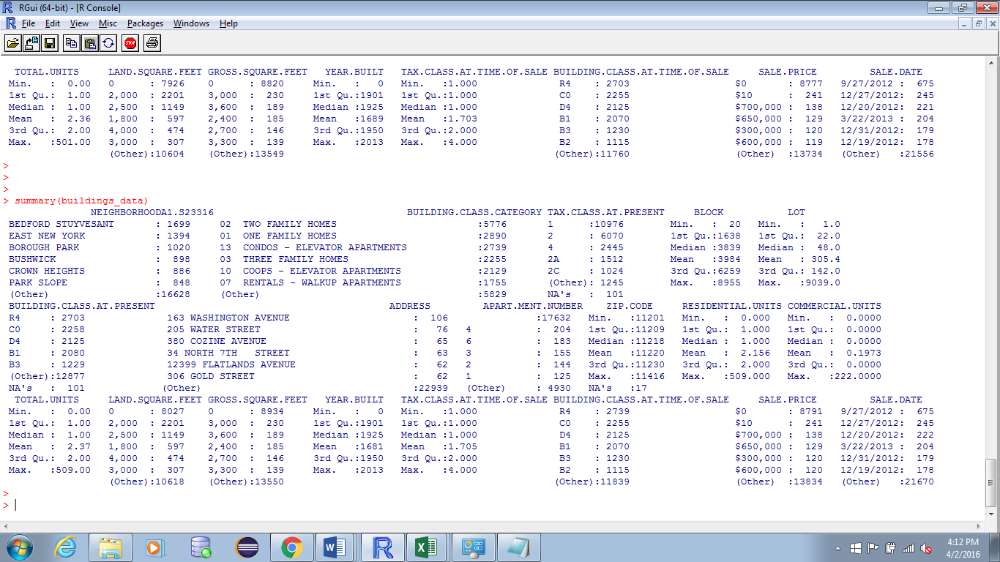 RGui (64-bit) - [R Console]
File Edit View Misc Packages Windows Help
STOP
TOTAL.UNITS LAND.SQUARE.FEET GROSS.SQUARE.FEET YEAR.BUILT TAX.CLASS.AT.TIME.OF.SALE BUILDING.CLASS.AT.TIME.OF.SALE SALE.PRICE SALE.DATE
Min. : 0.00 0 : 7926 0 : 8820 Min. : 0 Min. :1.000 R4 : 2703 $0 : 8777 9/27/2012 : 675
1st Qu.: 1.00 2,000 : 2201 3,000 : 230 1st Qu.:1901 1st Qu.:1.000 C0 : 2255 $10 : 241 12/27/2012: 245
Median : 1.00 2,500 : 1149 3,600 : 189 Median :1925 Median :1.000 D4 : 2125 $700,000 : 138 12/20/2012: 221
Mean : 2.36 1,800 : 597 2,400 : 185 Mean :1689 Mean :1.703 B1 : 2070 $650,000 : 129 3/22/2013 : 204
3rd Qu.: 2.00 4,000 : 474 2,700 : 146 3rd Qu.:1950 3rd Qu.:2.000 B3 : 1230 $300,000 : 120 12/31/2012: 179
Max. :501.00 3,000 : 307 3,300 : 139 Max. :2013 Max. :4.000 B2 : 1115 $600,000 : 119 12/19/2012: 178
(Other):10604 (Other):13549 (Other):11760 (Other) :13734 (Other) :21556
>
>
>
> summary(buildings_data)
NEIGHBORHOODA1.S23316 BUILDING.CLASS.CATEGORY TAX.CLASS.AT.PRESENT BLOCK LOT
BEDFORD STUYVESANT : 1699 02 TWO FAMILY HOMES :5776 1 :10976 Min. : 20 Min. : 1.0
EAST NEW YORK : 1394 01 ONE FAMILY HOMES :2890 2 : 6070 1st Qu.:1638 1st Qu.: 22.0
BOROUGH PARK : 1020 13 CONDOS - ELEVATOR APARTMENTS :2739 4 : 2445 Median :3839 Median : 48.0
BUSHWICK : 898 03 THREE FAMILY HOMES :2255 2A : 1512 Mean :3984 Mean : 305.4
CROWN HEIGHTS : 886 10 COOPS - ELEVATOR APARTMENTS :2129 2C : 1024 3rd Qu.:6259 3rd Qu.: 142.0
PARK SLOPE : 848 07 RENTALS - WALKUP APARTMENTS :1755 (Other): 1245 Max. :8955 Max. :9039.0
(Other) :16628 (Other) :5829 NA's : 101
BUILDING.CLASS.AT.PRESENT ADDRESS APART.MENT.NUMBER ZIP.CODE RESIDENTIAL.UNITS COMMERCIAL.UNITS
R4 : 2703 163 WASHINGTON AVENUE : 106 :17632 Min. :11201 Min. : 0.000 Min. : 0.0000
C0 : 2258 205 WATER STREET : 76 4 : 204 1st Qu.:11209 1st Qu.: 1.000 1st Qu.: 0.0000
D4 : 2125 380 COZINE AVENUE : 65 6 : 183 Median :11218 Median : 1.000 Median : 0.0000
B1 : 2080 34 NORTH 7TH STREET : 63 3 : 155 Mean :11220 Mean : 2.156 Mean : 0.1973
B3 : 1229 12399 FLATLANDS AVENUE : 62 2 : 144 3rd Qu.:11230 3rd Qu.: 2.000 3rd Qu.: 0.0000
(Other):12877 306 GOLD STREET : 62 1 : 125 Max. :11416 Max. :509.000 Max. :222.0000
NA's : 101 (Other) :22939 (Other) : 4930 NA's :17
TOTAL.UNITS LAND.SQUARE.FEET GROSS.SQUARE.FEET YEAR.BUILT TAX.CLASS.AT.TIME.OF.SALE BUILDING.CLASS.AT.TIME.OF.SALE SALE.PRICE SALE.DATE
Min. : 0.00 0 : 8027 0 : 8934 Min. : 0 Min. :1.000 R4 : 2739 $0 : 8791 9/27/2012 : 675
1st Qu.: 1.00 2,000 : 2201 3,000 : 230 1st Qu.:1901 1st Qu.:1.000 C0 : 2255 $10 : 241 12/27/2012: 245
Median : 1.00 2,500 : 1149 3,600 : 189 Median :1925 Median :1.000 D4 : 2125 $700,000 : 138 12/20/2012: 222
Mean : 2.37 1,800 : 597 2,400 : 185 Mean :1681 Mean :1.705 B1 : 2070 $650,000 : 129 3/22/2013 : 204
3rd Qu.: 2.00 4,000 : 474 2,700 : 146 3rd Qu.:1950 3rd Qu.:2.000 B3 : 1230 $300,000 : 120 12/31/2012: 179
Max. :509.00 3,000 : 307 3,300 : 139 Max. :2013 Max. :4.000 B2 : 1115 $600,000 : 120 12/19/2012: 178
(Other):10618 (Other):13550 (Other):11839 (Other) :13834 (Other) :21670
>
>
4:12 PM
4/2/2016